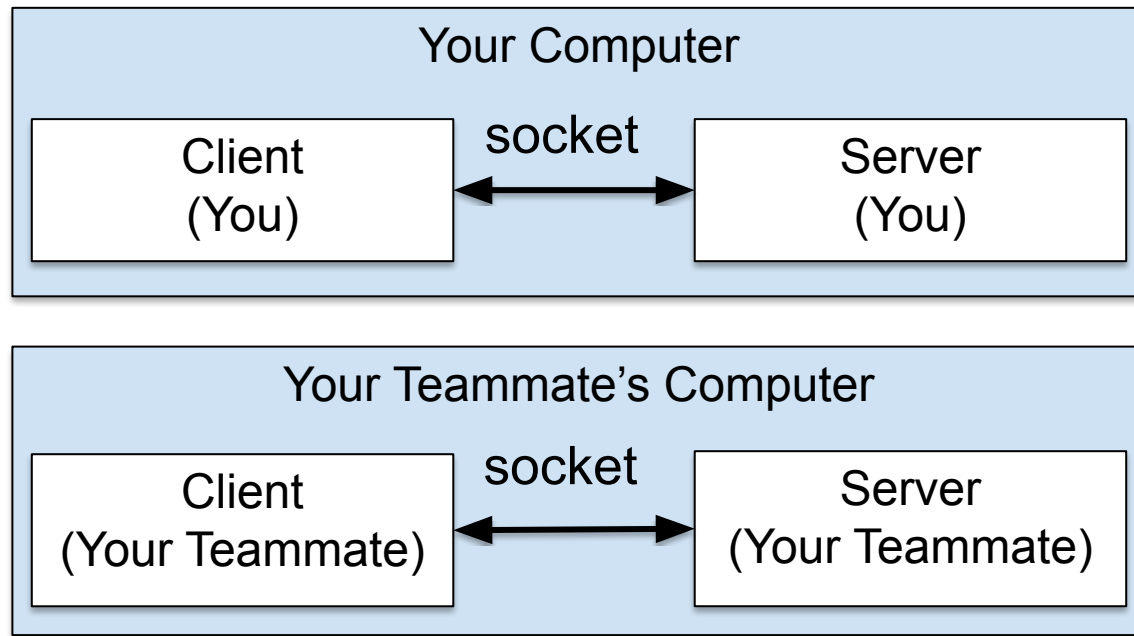 Your Computer
Client
(You)
socket
Server
(You)
Your Teammate’s Computer
Client
(Your Teammate)
socket
Server
(Your Teammate)